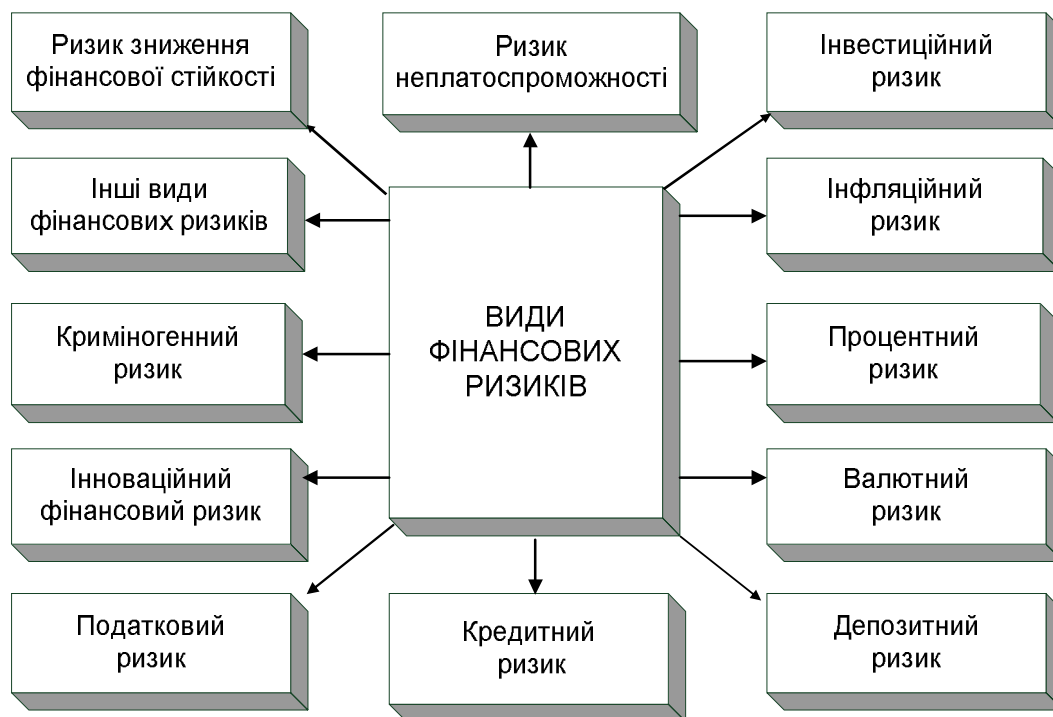 Ризик зниження
фінансової стійкості
Ризик
неплатоспроможності
Інвестиційний
ризик
Інші види
фінансових ризиків
Інфляційний
ризик
ВИДИ
ФІНАНСОВИХ
РИЗИКІВ
Криміногенний
ризик
Процентний
ризик
Інноваційний
фінансовий ризик
Валютний
ризик
Податковий
ризик
Кредитний
ризик
Депозитний
ризик